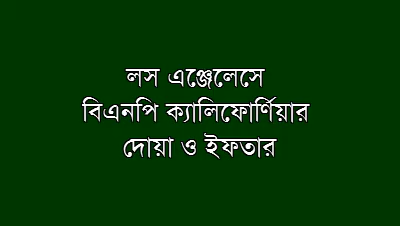 লস এঞ্জেলেসে
বিএনপি ক্যালিফোর্ণিয়ার
দোয়া ও ইফতার